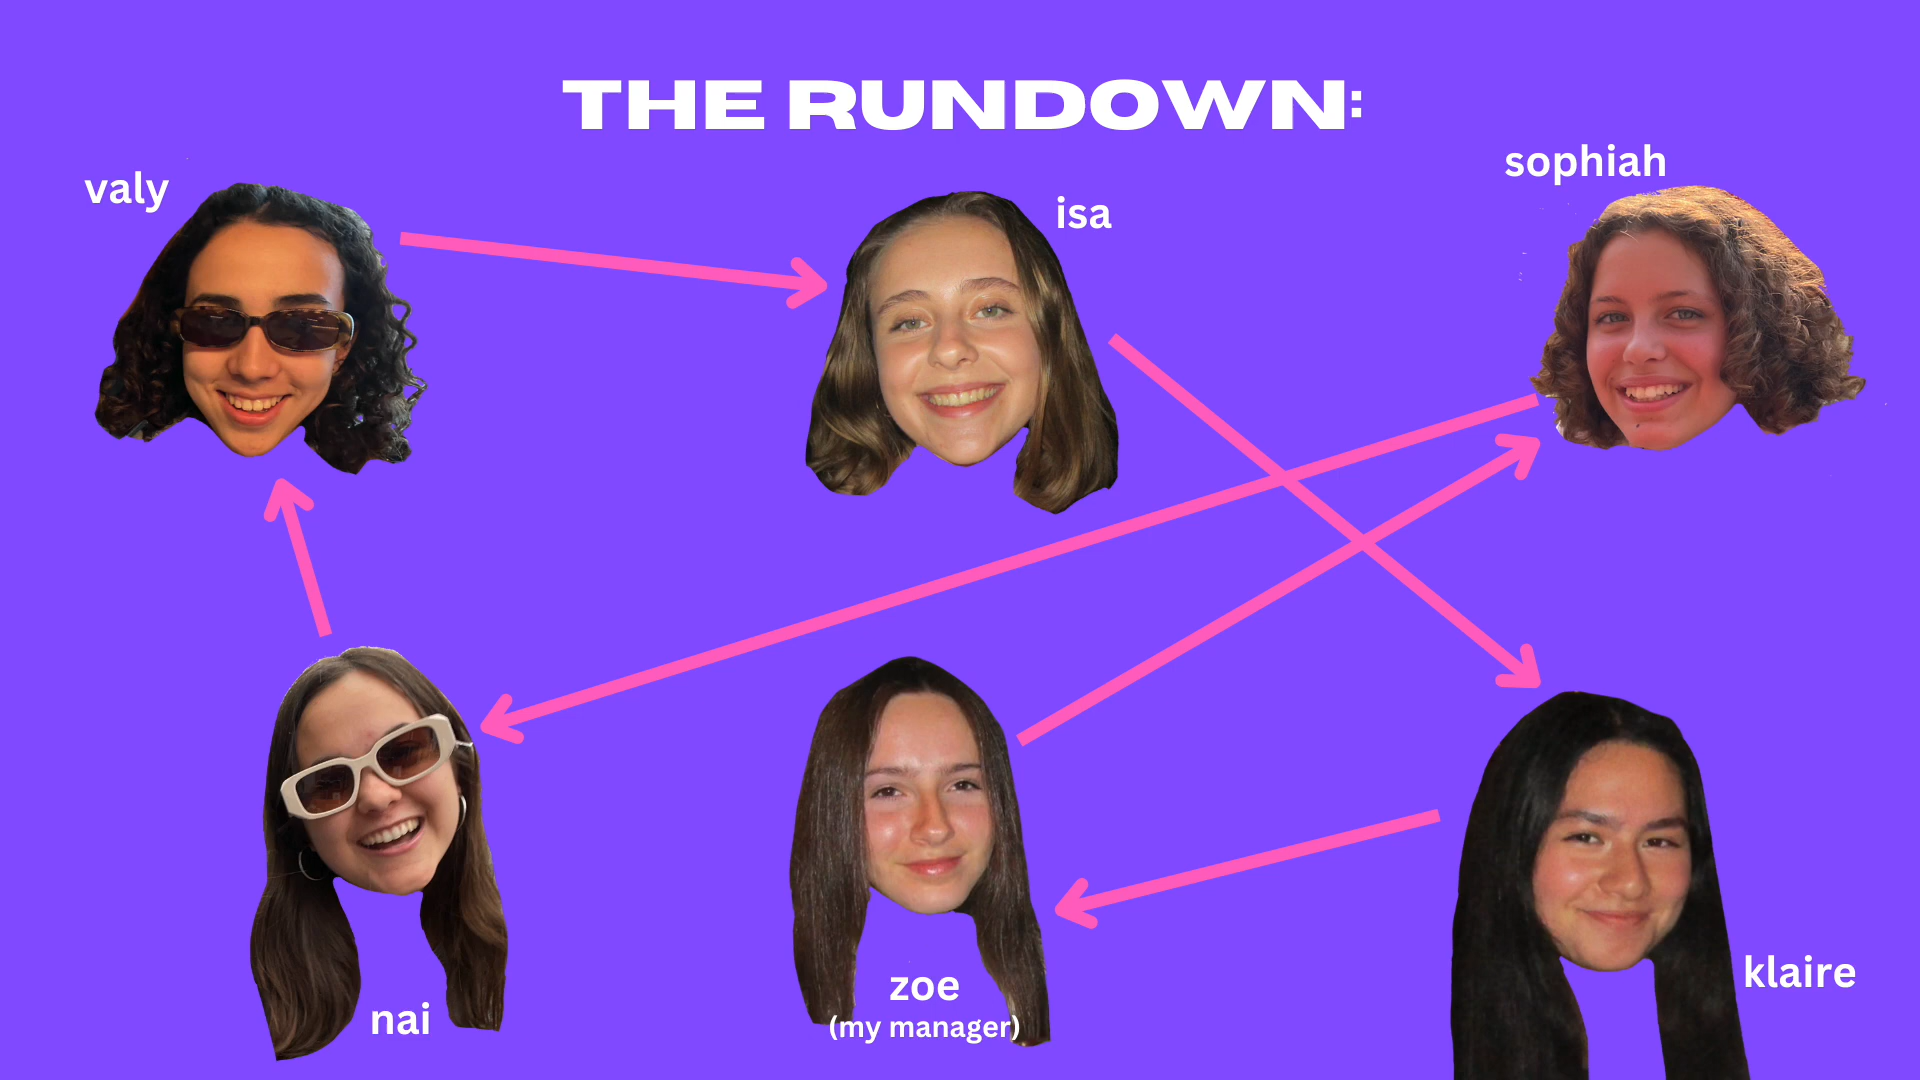 THE RUNDOWN:
valy
isa
sophiah
nai
zoe
(my manager)
klaire